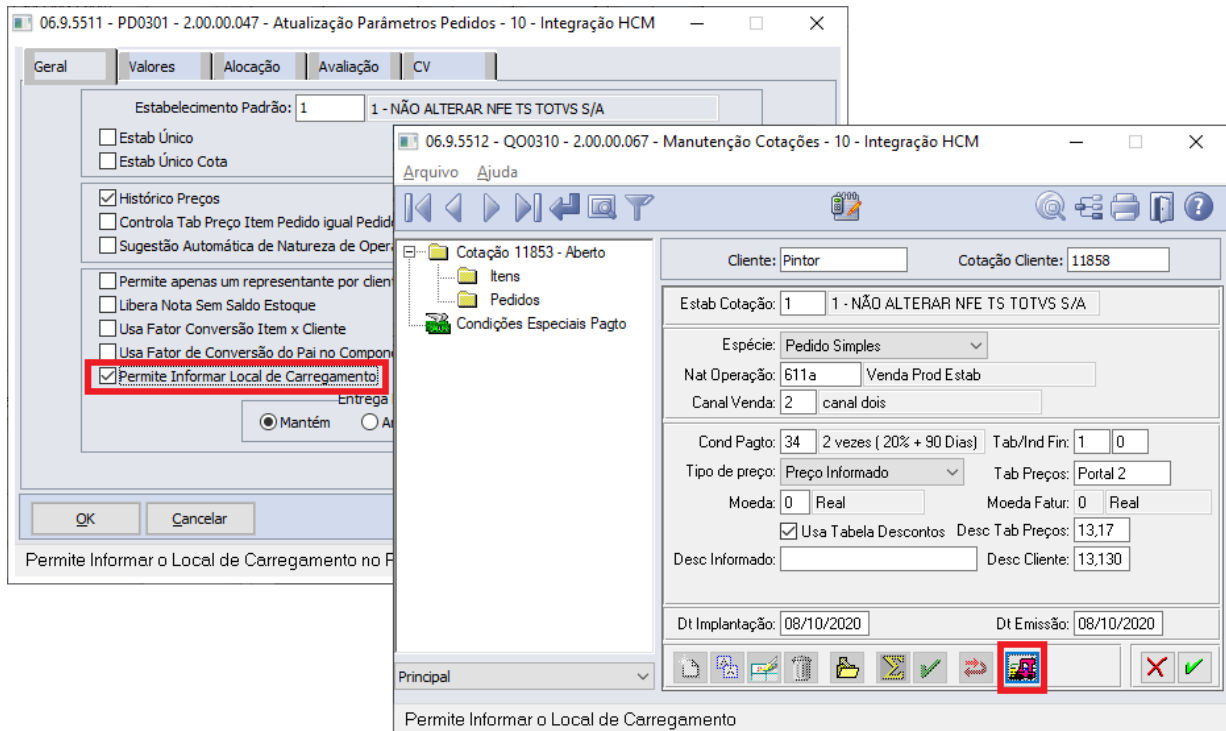 06.9.5511 - PD0301 - 2.00.00.047 - Atualização Parâmetros Pedidos - 10 - Integração HCM
Geral Valores Alocação Avaliação CV
Estabelecimento Padrão: 1 1 - NÃO ALTERAR NFE TS TOTVS S/A
Estab Único
Estab Único Cota
Histórico Preços
Controla Tab Preço Item Pedido igual Pedid
Sugestão Automática de Natureza de Oper
Permite apenas um representante por clien
Libera Nota Sem Saldo Estoque
Usa Fator Conversão Item x Cliente
Usa Fator de Conversão do Pai no Compon
Permite Informar Local de Carregamento
Entrega
Mantém
OK Cancelar
Permite Informar o Local de Carregamento no P
06.9.5512 - QO0310 - 2.00.00.067 - Manutenção Cotações - 10 - Integração HCM
Arquivo Ajuda
Cotação 11853 - Aberto
Itens
Pedidos
Condições Especiais Pagto
Principal
Cliente: Pintor Cotação Cliente: 11858
Estab Cotação: 1 1 - NÃO ALTERAR NFE TS TOTVS S/A
Espécie: Pedido Simples
Nat Operação: 611a Venda Prod Estab
Canal Venda: 2 canal dois
Cond Pagto: 34 2 vezes ( 20% + 90 Dias) Tab/Ind Fin: 1 0
Tipo de preço: Preço Informado Tab Preços: Portal 2
Moeda: 0 Real Moeda Fatur: 0 Real
Usa Tabela Descontos Desc Tab Preços: 13,17
Desc Informado: Desc Cliente: 13,130
Dt Implantação: 08/10/2020 Dt Emissão: 08/10/2020
Permite Informar o Local de Carregamento